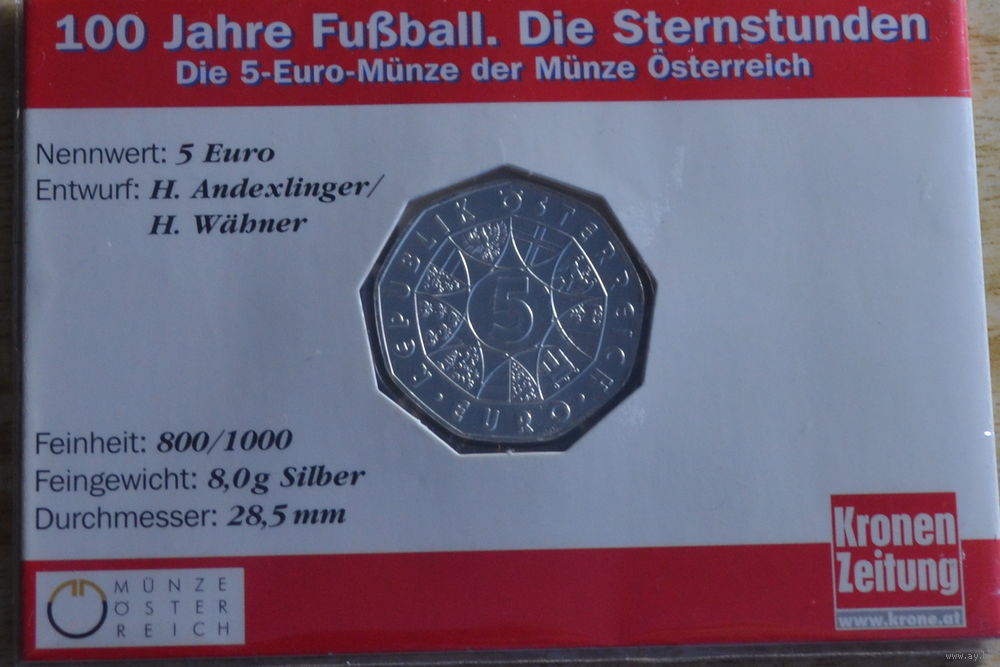 100 Jahre Fußball. Die Sternstunden
Die 5-Euro-Münze der Münze Österreich
Nennwert: 5 Euro
Entwurf: H. Andexlinger/
H. Wähner
REPUBLIK ÖSTERREICH
5
· EURO ·
Feinheit: 800/1000
Feingewicht: 8,0g Silber
Durchmesser: 28,5mm
MÜNZE
ÖSTER
REICH
Kronen
Zeitung
www.krone.at